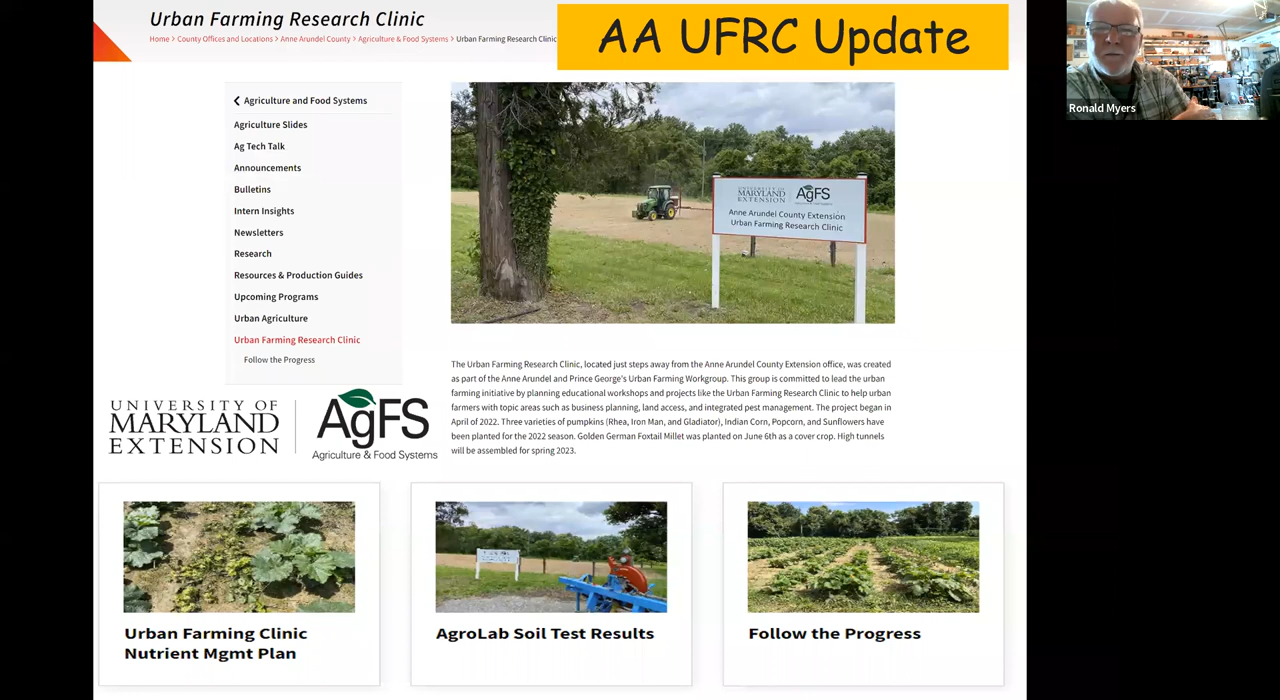 Urban Farming Research Clinic
Home > County Offices and Locations > Anne Arundel County > Agriculture & Food Systems > Urban Farming Research Clinic
AA UFRC Update
Ronald Myers
Agriculture and Food Systems
Agriculture Slides
Ag Tech Talk
Announcements
Bulletins
Intern Insights
Newsletters
Research
Resources & Production Guides
Upcoming Programs
Urban Agriculture
Urban Farming Research Clinic
Follow the Progress
UNIVERSITY OF
MARYLAND
EXTENSION
AgFS
Anne Arundel County Extension
Urban Farming Research Clinic
UNIVERSITY OF
MARYLAND
EXTENSION
AgFS
Agriculture & Food Systems
The Urban Farming Research Clinic, located just steps away from the Anne Arundel County Extension office, was created
as part of the Anne Arundel and Prince George's Urban Farming Workgroup. This group is committed to lead the urban
farming initiative by planning educational workshops and projects like the Urban Farming Research Clinic to help urban
farmers with topic areas such as business planning, land access, and integrated pest management. The project began in
April of 2022. Three varieties of pumpkins (Rhea, Iron Man, and Gladiator), Indian Corn, Popcorn, and Sunflowers have
been planted for the 2022 season. Golden German Foxtail Millet was planted on June 6th as a cover crop. High tunnels
will be assembled for spring 2023.
Urban Farming Clinic
Nutrient Mgmt Plan
AgroLab Soil Test Results
Follow the Progress